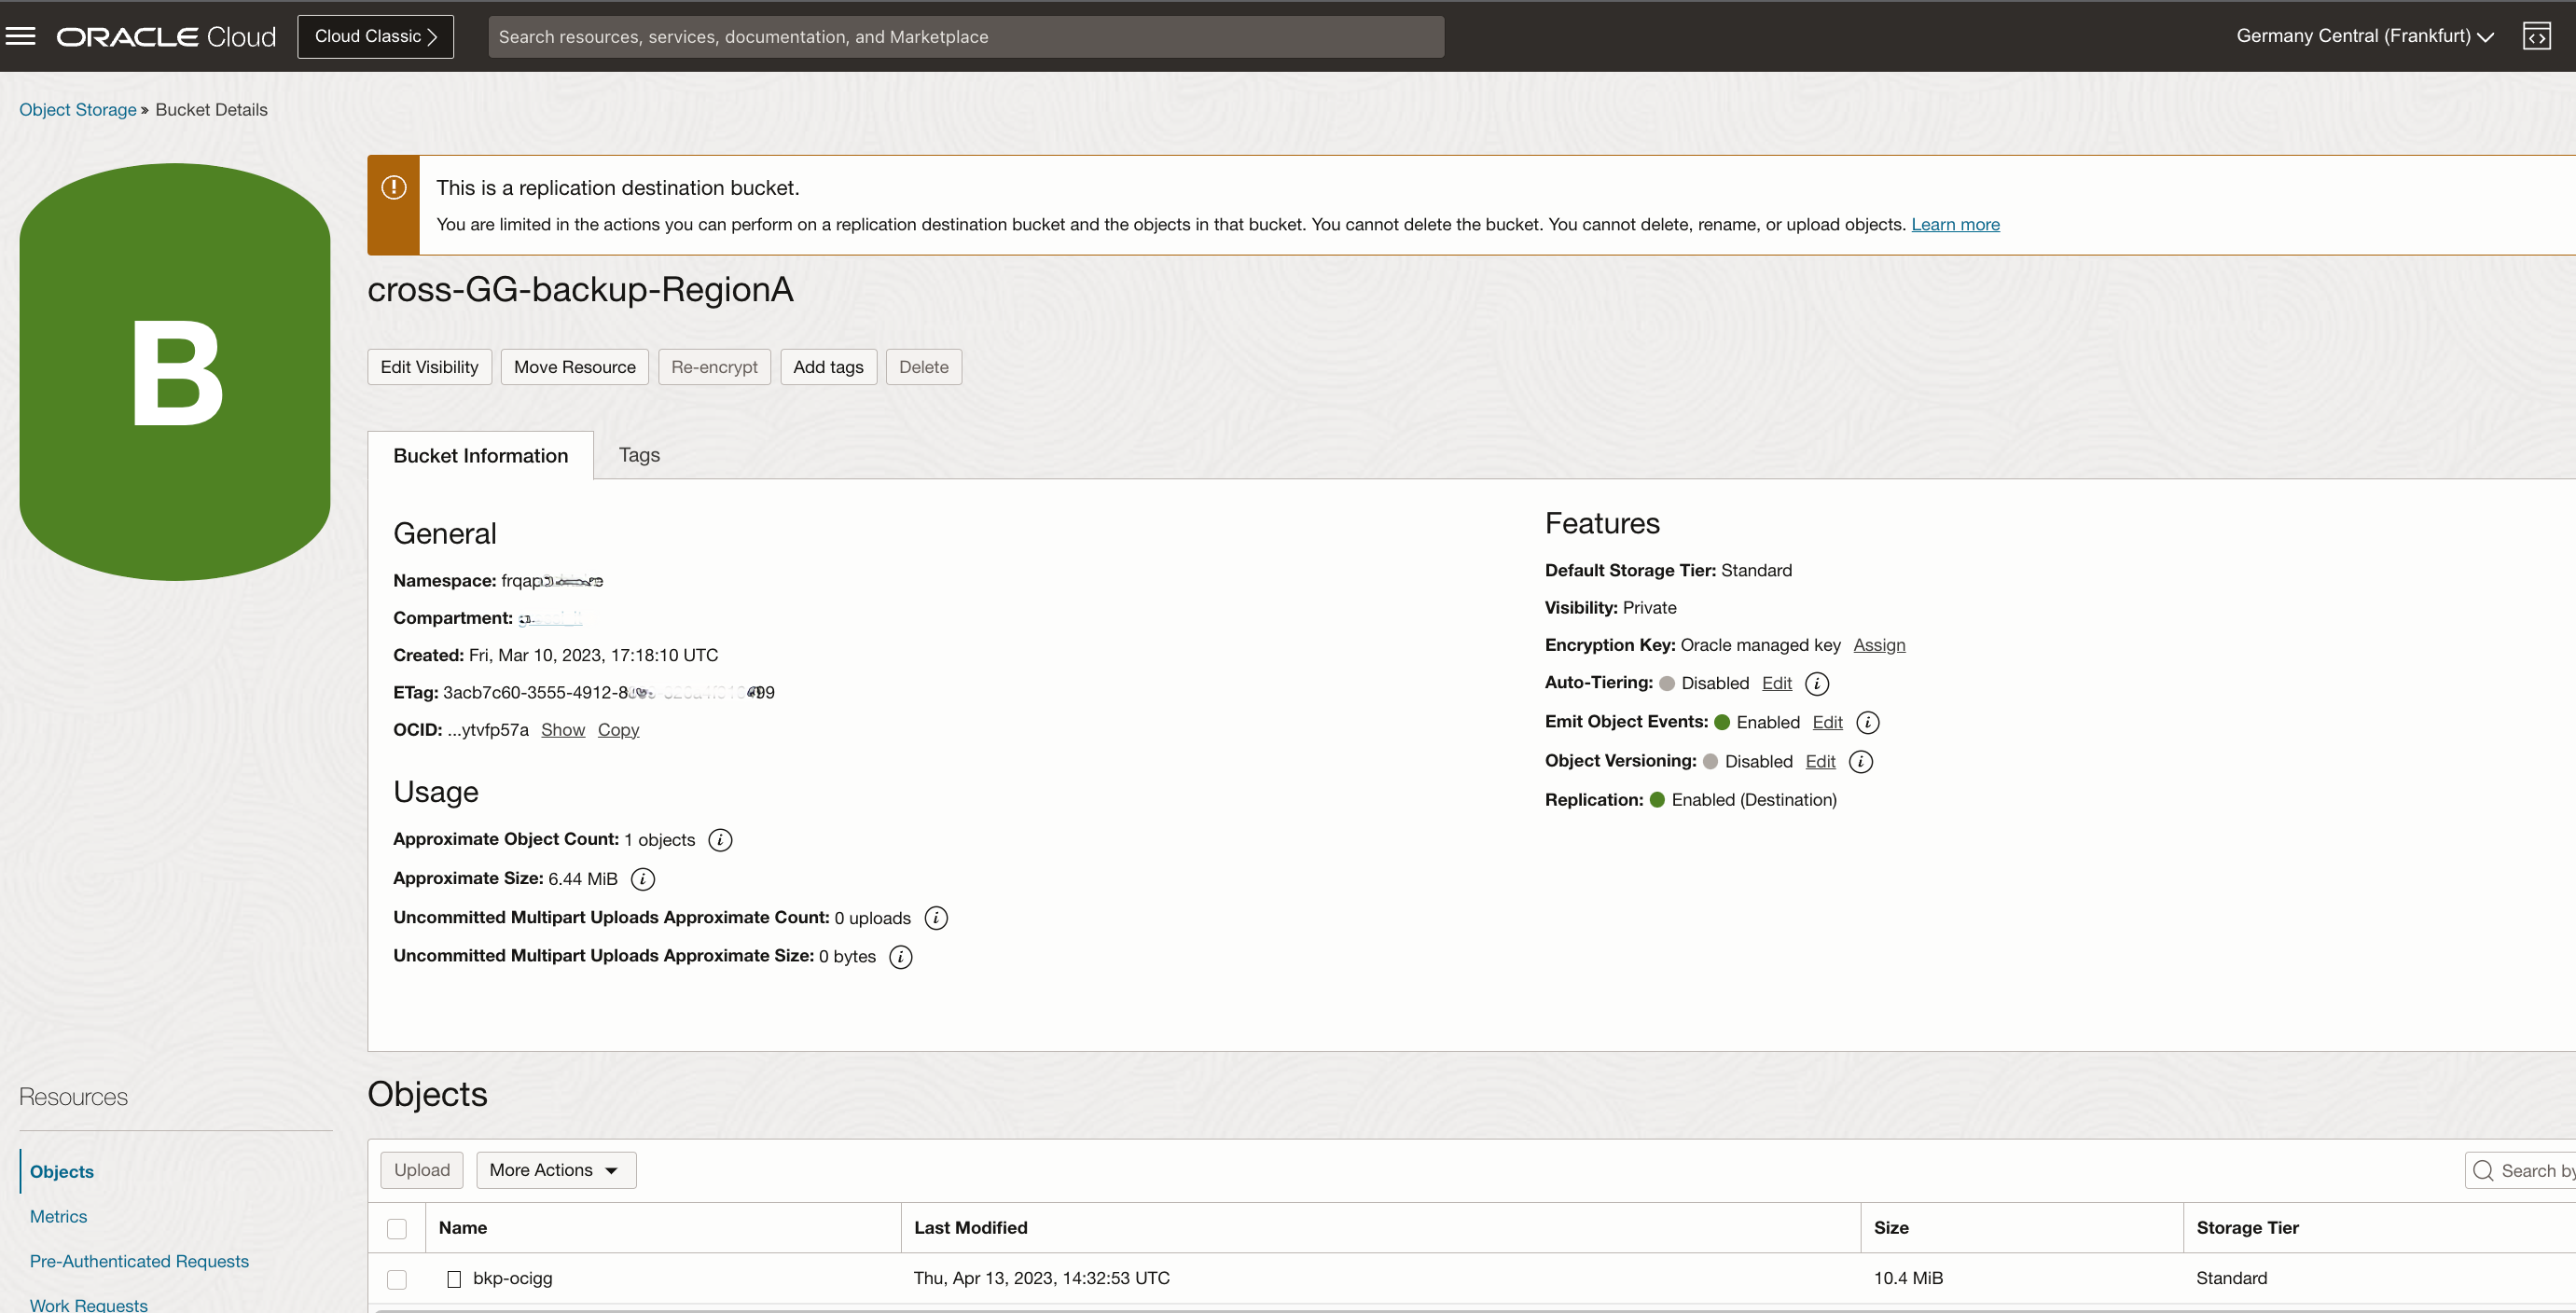 ORACLE Cloud Cloud Classic Search resources, services, documentation, and Marketplace Germany Central (Frankfurt)
Object Storage » Bucket Details
This is a replication destination bucket.
You are limited in the actions you can perform on a replication destination bucket and the objects in that bucket. You cannot delete the bucket. You cannot delete, rename, or upload objects. Learn more
B
cross-GG-backup-RegionA
Edit Visibility Move Resource Re-encrypt Add tags Delete
Bucket Information Tags
General
Namespace:
Compartment:
Created: Fri, Mar 10, 2023, 17:18:10 UTC
ETag:
OCID: ...ytvfp57a Show Copy
Usage
Approximate Object Count: 1 objects
Approximate Size: 6.44 MiB
Uncommitted Multipart Uploads Approximate Count: 0 uploads
Uncommitted Multipart Uploads Approximate Size: 0 bytes
Features
Default Storage Tier: Standard
Visibility: Private
Encryption Key: Oracle managed key Assign
Auto-Tiering: Disabled Edit
Emit Object Events: Enabled Edit
Object Versioning: Disabled Edit
Replication: Enabled (Destination)
Resources
Objects
Metrics
Pre-Authenticated Requests
Work Requests
Objects
Upload More Actions Search by
Name Last Modified Size Storage Tier
bkp-ocigg Thu, Apr 13, 2023, 14:32:53 UTC 10.4 MiB Standard